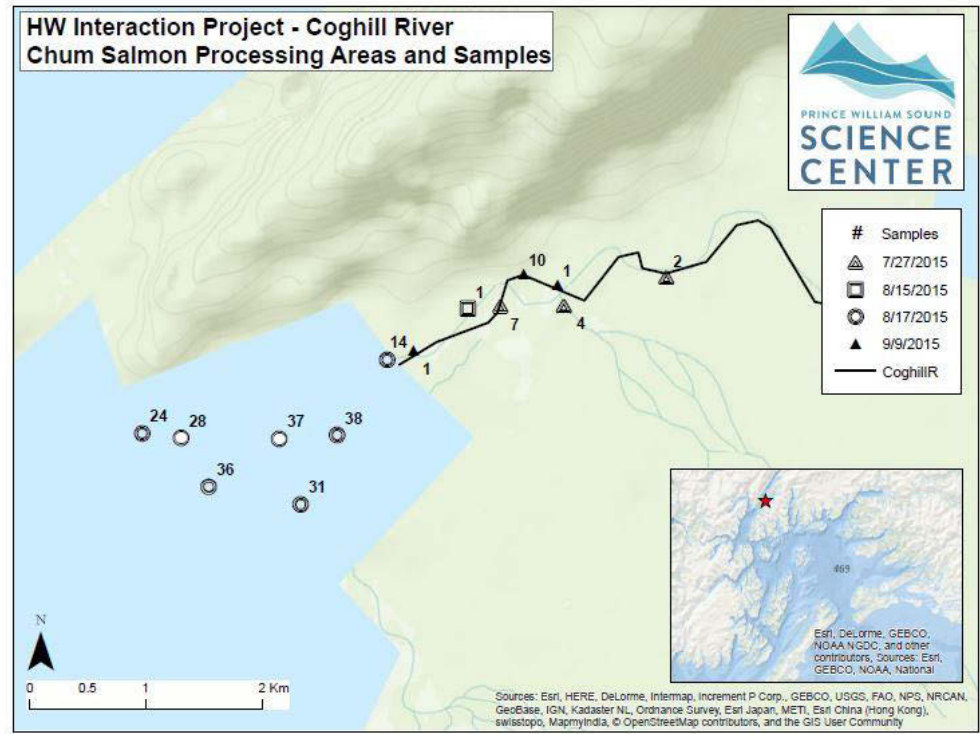 HW Interaction Project - Coghill River
Chum Salmon Processing Areas and Samples
PRINCE WILLIAM SOUND
SCIENCE
CENTER
# Samples
7/27/2015
8/15/2015
8/17/2015
9/9/2015
CoghillR
10
1
2
1
7
4
14
1
24
28
37
38
36
31
N
0 0.5 1 2 Km
469
Esri, DeLorme, GEBCO,
NOAA NGDC, and other
contributors, Sources: Esri,
GEBCO, NOAA, National
Sources: Esri, HERE, DeLorme, Intermap, increment P Corp., GEBCO, USGS, FAO, NPS, NRCAN,
GeoBase, IGN, Kadaster NL, Ordnance Survey, Esri Japan, METI, Esri China (Hong Kong),
swisstopo, MapmyIndia, © OpenStreetMap contributors, and the GIS User Community